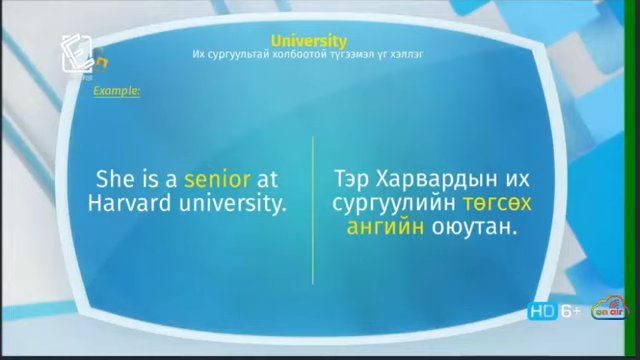 University
Их сургуультай холбоотой түгээмэл үг хэллэг
Example:
She is a senior at
Harvard university.
Тэр Харвардын их
сургуулийн төгсөх
ангийн оюутан.
HD 6+ on air